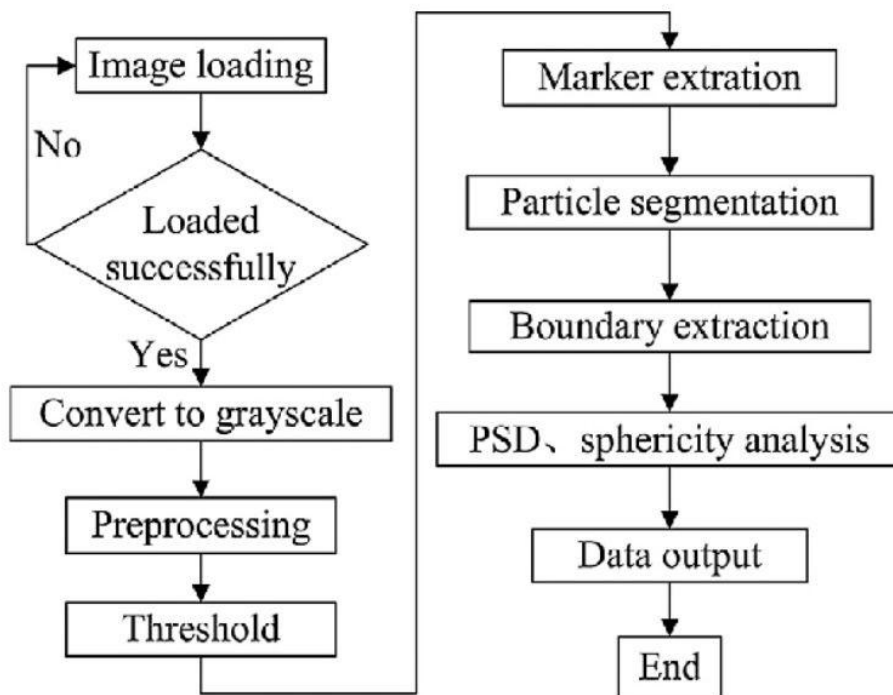 Image loading
No
Loaded
successfully
Yes
Convert to grayscale
Preprocessing
Threshold
Marker extration
Particle segmentation
Boundary extraction
PSD、sphericity analysis
Data output
End